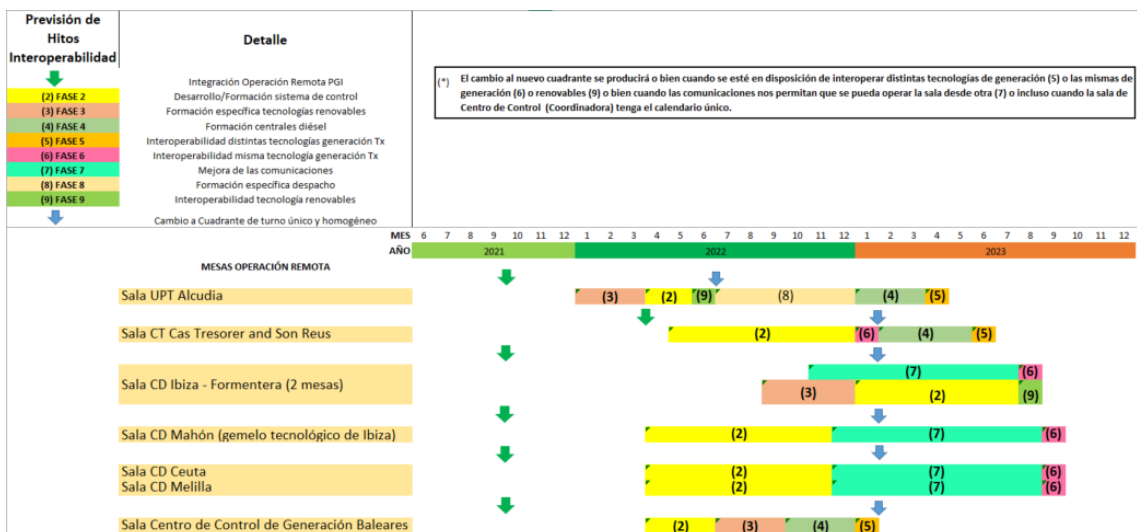 Previsión de
Hitos
Interoperabilidad
Detalle
Integración Operación Remota PGI
(2) FASE 2 Desarrollo/Formación sistema de control
(3) FASE 3 Formación específica tecnologías renovables
(4) FASE 4 Formación centrales diésel
(5) FASE 5 Interoperabilidad distintas tecnologías generación Tx
(6) FASE 6 Interoperabilidad misma tecnología generación Tx
(7) FASE 7 Mejora de las comunicaciones
(8) FASE 8 Formación específica despacho
(9) FASE 9 Interoperabilidad tecnología renovables
Cambio a Cuadrante de turno único y homogéneo
(*) El cambio al nuevo cuadrante se producirá o bien cuando se esté en disposición de interoperar distintas tecnologías de generación (5) o las mismas de
generación (6) o renovables (9) o bien cuando las comunicaciones nos permitan que se pueda operar la sala desde otra (7) o incluso cuando la sala de
Centro de Control (Coordinadora) tenga el calendario único.
MES 6 7 8 9 10 11 12 1 2 3 4 5 6 7 8 9 10 11 12 1 2 3 4 5 6 7 8 9 10 11 12
AÑO 2021 2022 2023
MESAS OPERACIÓN REMOTA
Sala UPT Alcudia (3) (2) (9) (8) (4) (5)
Sala CT Cas Tresorer and Son Reus (2) (6) (4) (5)
(7) (6)
Sala CD Ibiza - Formentera (2 mesas)
(3) (2) (9)
Sala CD Mahón (gemelo tecnológico de Ibiza) (2) (7) (6)
Sala CD Ceuta (2) (7) (6)
Sala CD Melilla (2) (7) (6)
Sala Centro de Control de Generación Baleares (2) (3) (4) (5)